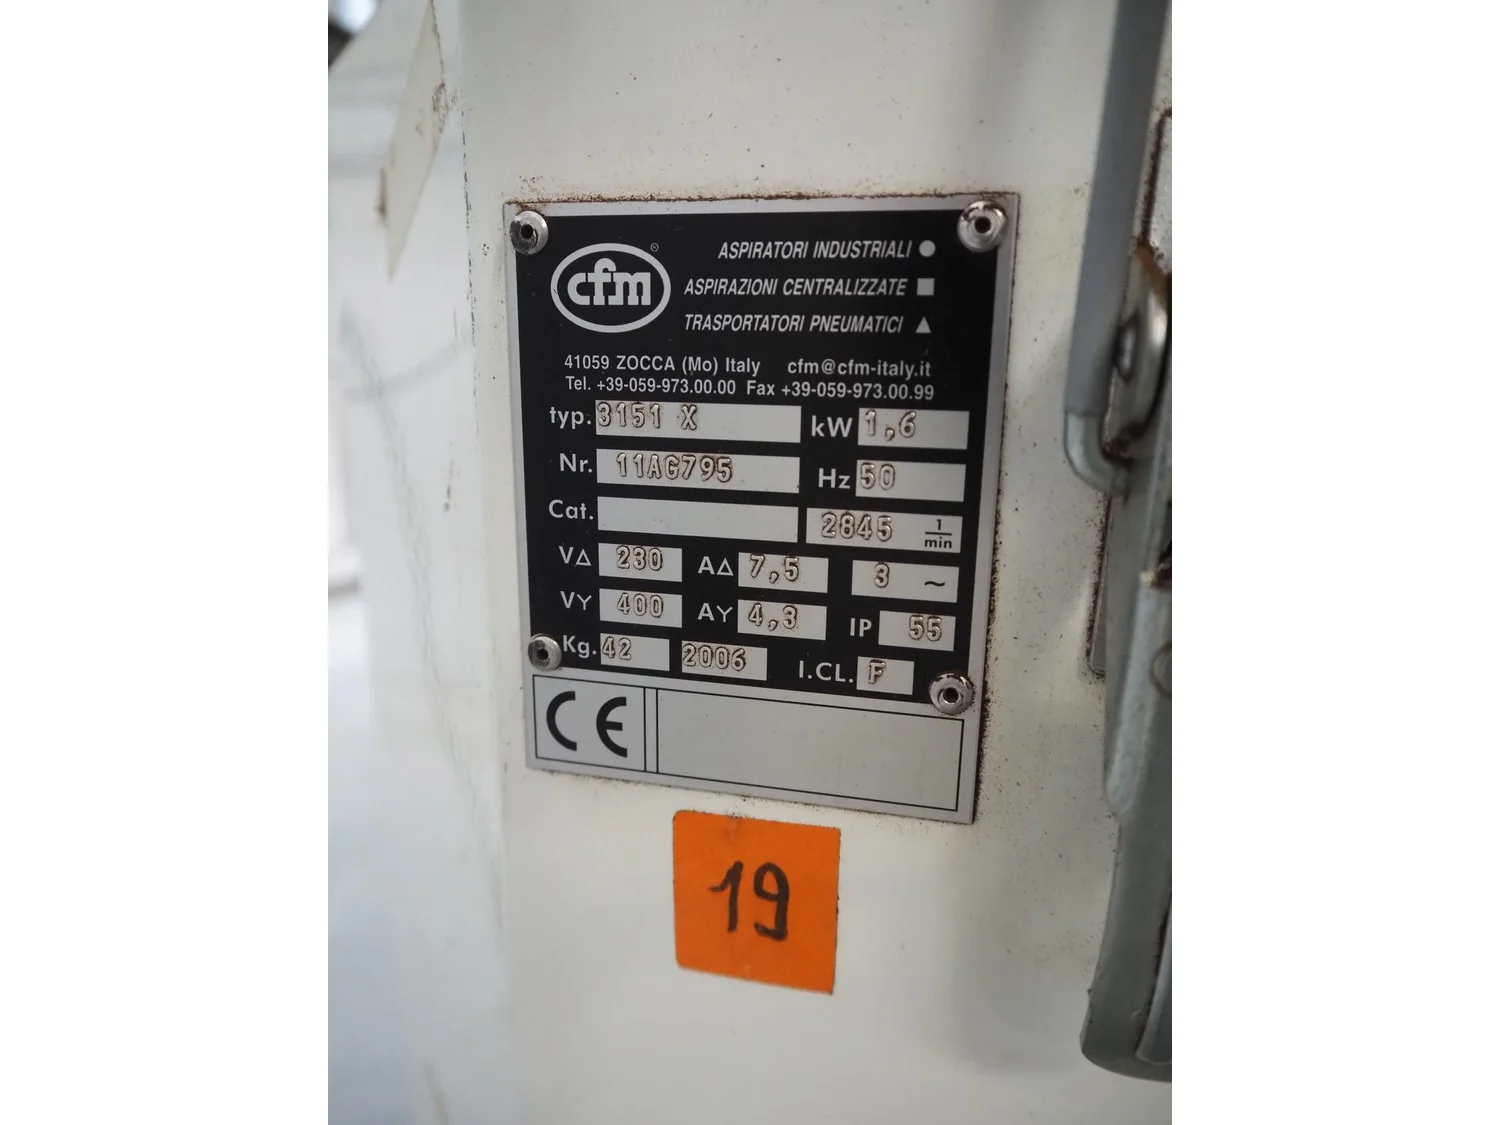 cfm ®
ASPIRATORI INDUSTRIALI ●
ASPIRAZIONI CENTRALIZZATE ■
TRASPORTATORI PNEUMATICI ▲
41059 ZOCCA (Mo) Italy cfm@cfm-italy.it
Tel. +39-059-973.00.00 Fax +39-059-973.00.99
typ. 3151 X kW 1,6
Nr. 11AG795 Hz 50
Cat. 2845 1/min
V△ 230 A△ 7,5 3 ~
VY 400 AY 4,3 IP 55
Kg. 42 2006 I.CL. F
CE
19